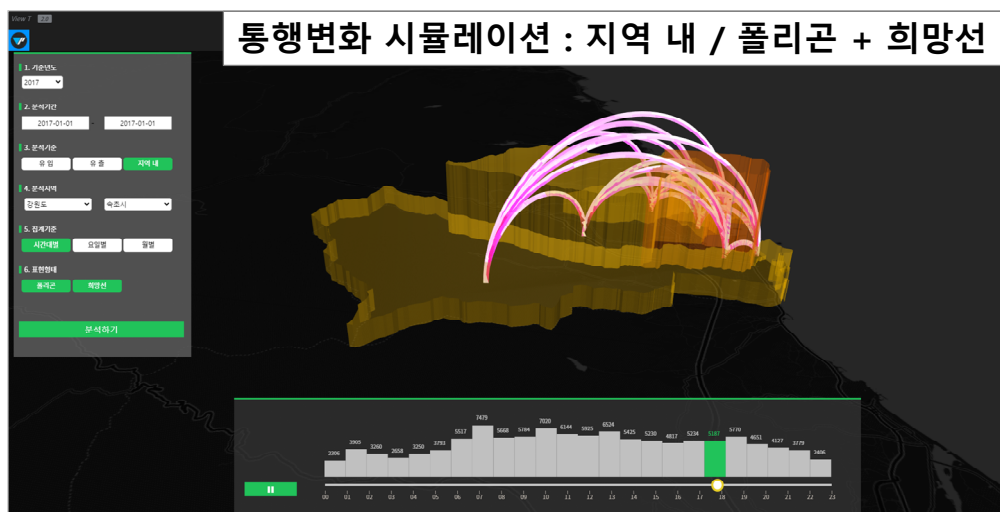 View T 2.0
통행변화 시뮬레이션 : 지역 내 / 폴리곤 + 희망선
1. 기준년도
2017
2. 분석기간
2017-01-01 - 2017-01-01
3. 분석기준
유 입 유 출 지역 내
4. 분석지역
강원도 속초시
5. 집계기준
시간대별 요일별 월별
6. 표현형태
폴리곤 희망선
분석하기
3909 3260 2658 3250 3793 5517 7479 5668 5784 7020 6144 5925 6524 5425 5230 4817 5234 5187 5770 4651 4127 3779
00 01 02 03 04 05 06 07 08 09 10 11 12 13 14 15 16 17 18 19 20 21 22 23